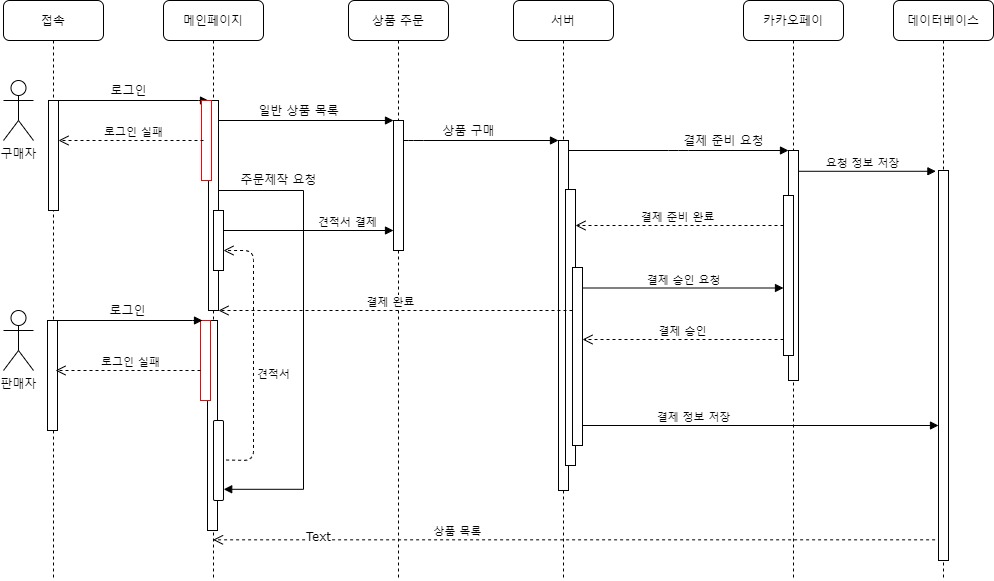 접속
메인페이지
상품 주문
서버
카카오페이
데이터베이스
로그인
일반 상품 목록
로그인 실패
상품 구매
결제 준비 요청
구매자
요청 정보 저장
주문제작 요청
견적서 결제
결제 준비 완료
결제 승인 요청
결제 완료
로그인
결제 승인
로그인 실패
견적서
판매자
결제 정보 저장
상품 목록
Text